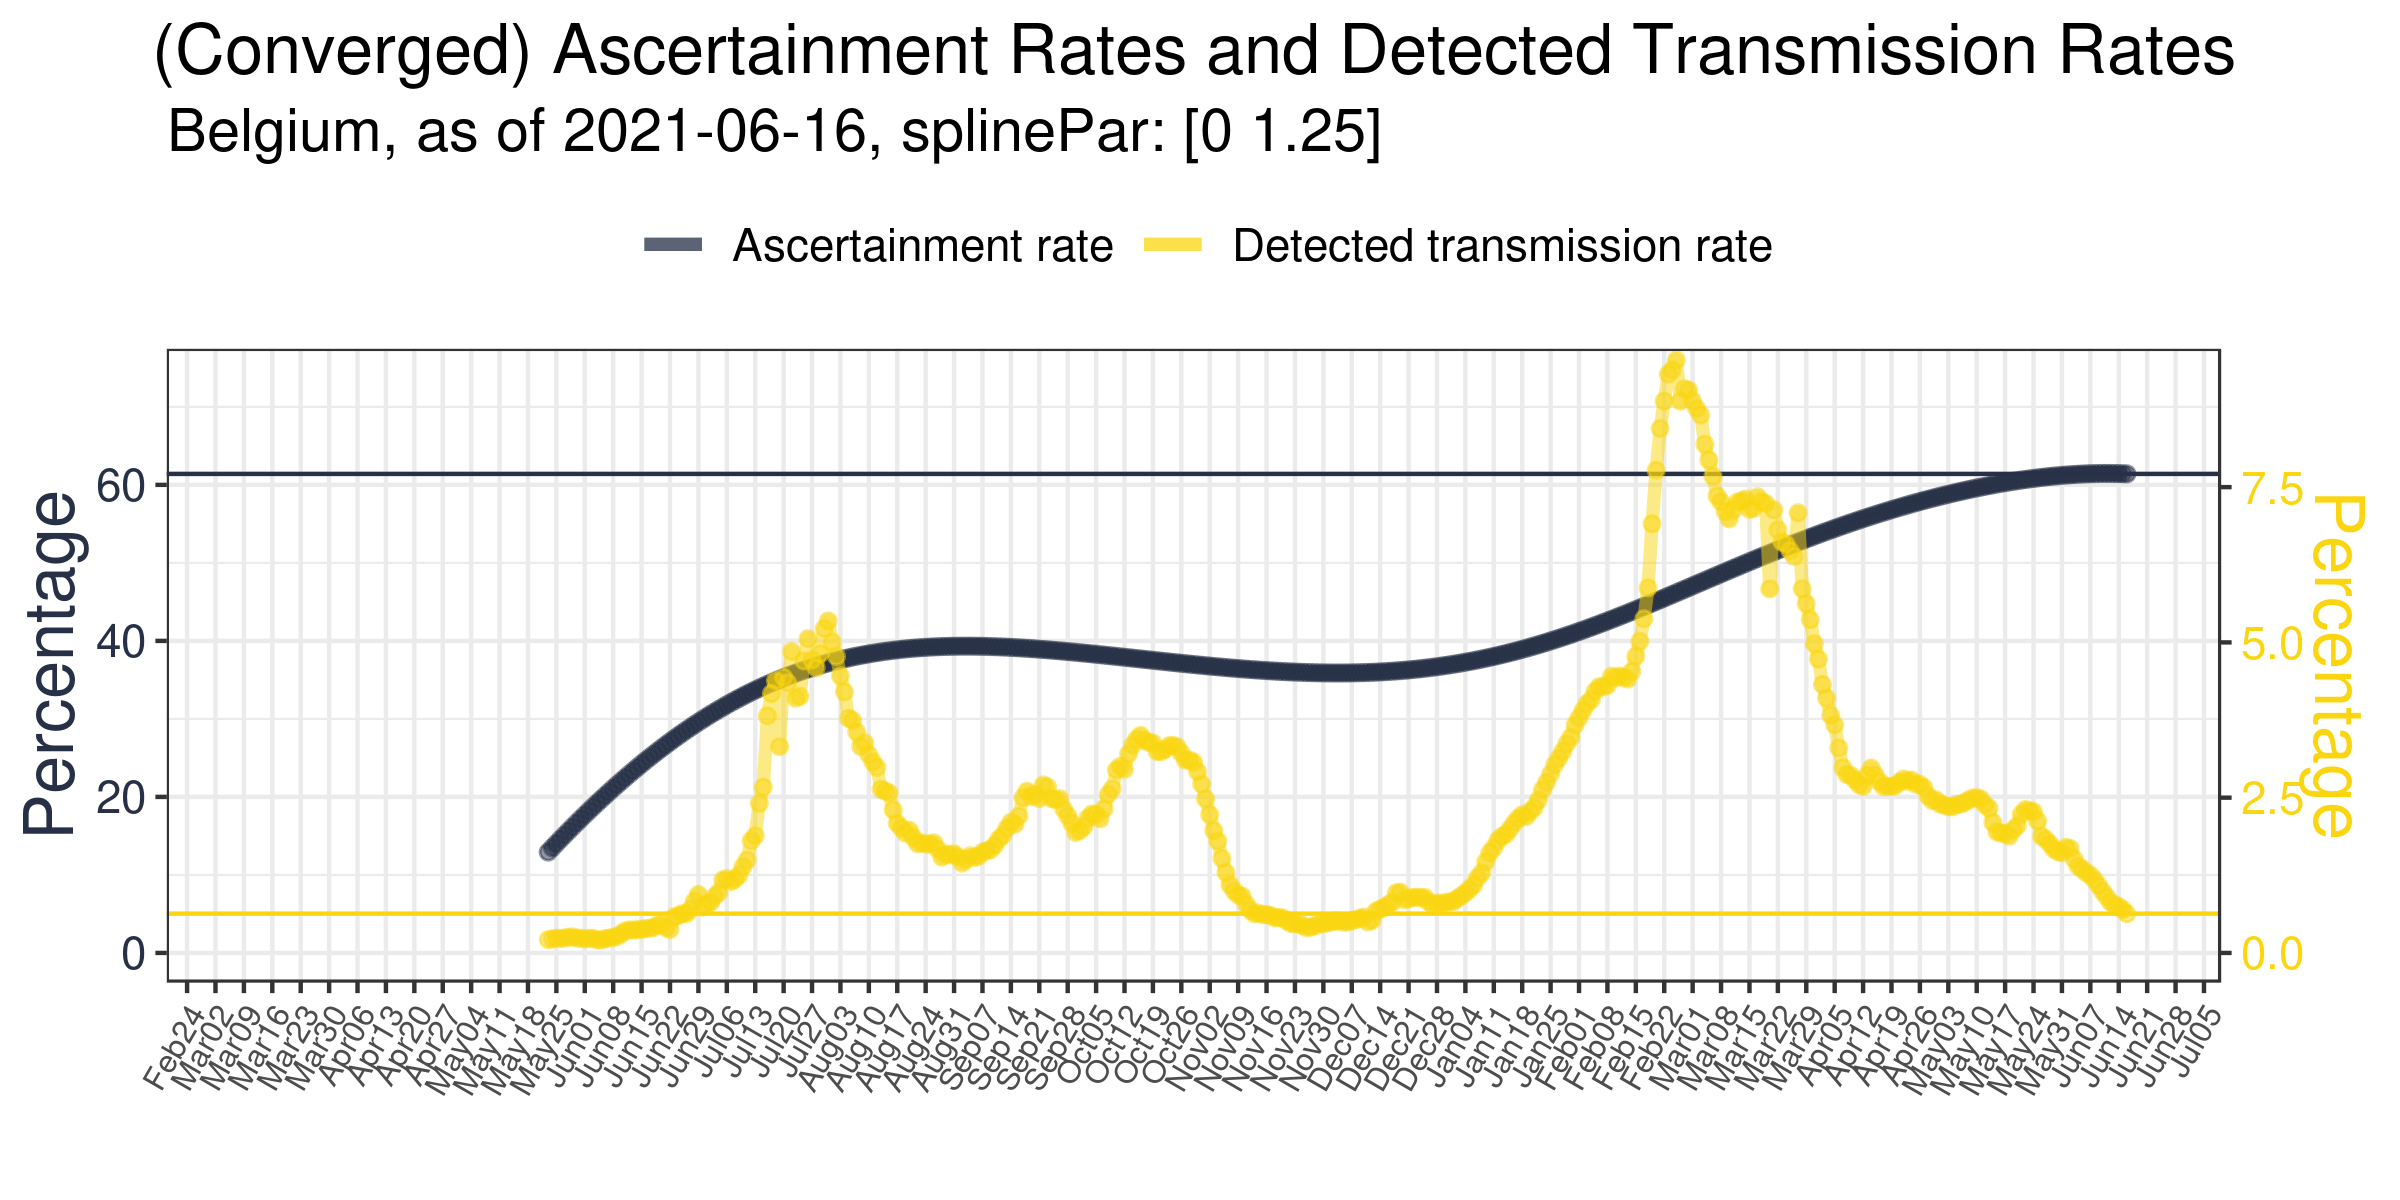 (Converged) Ascertainment Rates and Detected Transmission Rates
Belgium, as of 2021-06-16, splinePar: [0 1.25]
Ascertainment rate
Detected transmission rate
Percentage
60
40
20
0
7.5
5.0
2.5
0.0
Percentage
Feb24
Mar02
Mar09
Mar16
Mar23
Mar30
Apr06
Apr13
Apr20
Apr27
May04
May11
May18
May25
Jun01
Jun08
Jun15
Jun22
Jun29
Jul06
Jul13
Jul20
Jul27
Aug03
Aug10
Aug17
Aug24
Aug31
Sep07
Sep14
Sep21
Sep28
Oct05
Oct12
Oct19
Oct26
Nov02
Nov09
Nov16
Nov23
Nov30
Dec07
Dec14
Dec21
Dec28
Jan04
Jan11
Jan18
Jan25
Feb01
Feb08
Feb15
Feb22
Mar01
Mar08
Mar15
Mar22
Mar29
Apr05
Apr12
Apr19
Apr26
May03
May10
May17
May24
May31
Jun07
Jun14
Jun21
Jun28
Jul05